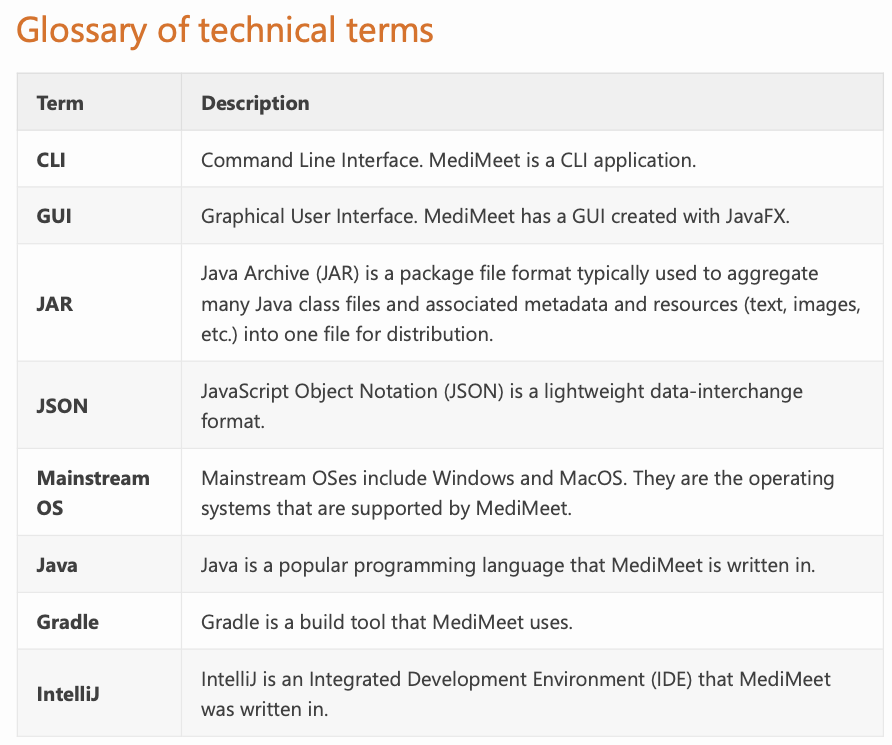 Glossary of technical terms
Term Description
CLI Command Line Interface. MediMeet is a CLI application.
GUI Graphical User Interface. MediMeet has a GUI created with JavaFX.
JAR Java Archive (JAR) is a package file format typically used to aggregate
many Java class files and associated metadata and resources (text, images,
etc.) into one file for distribution.
JSON JavaScript Object Notation (JSON) is a lightweight data-interchange
format.
Mainstream Mainstream OSes include Windows and MacOS. They are the operating
OS systems that are supported by MediMeet.
Java Java is a popular programming language that MediMeet is written in.
Gradle Gradle is a build tool that MediMeet uses.
IntelliJ IntelliJ is an Integrated Development Environment (IDE) that MediMeet
was written in.